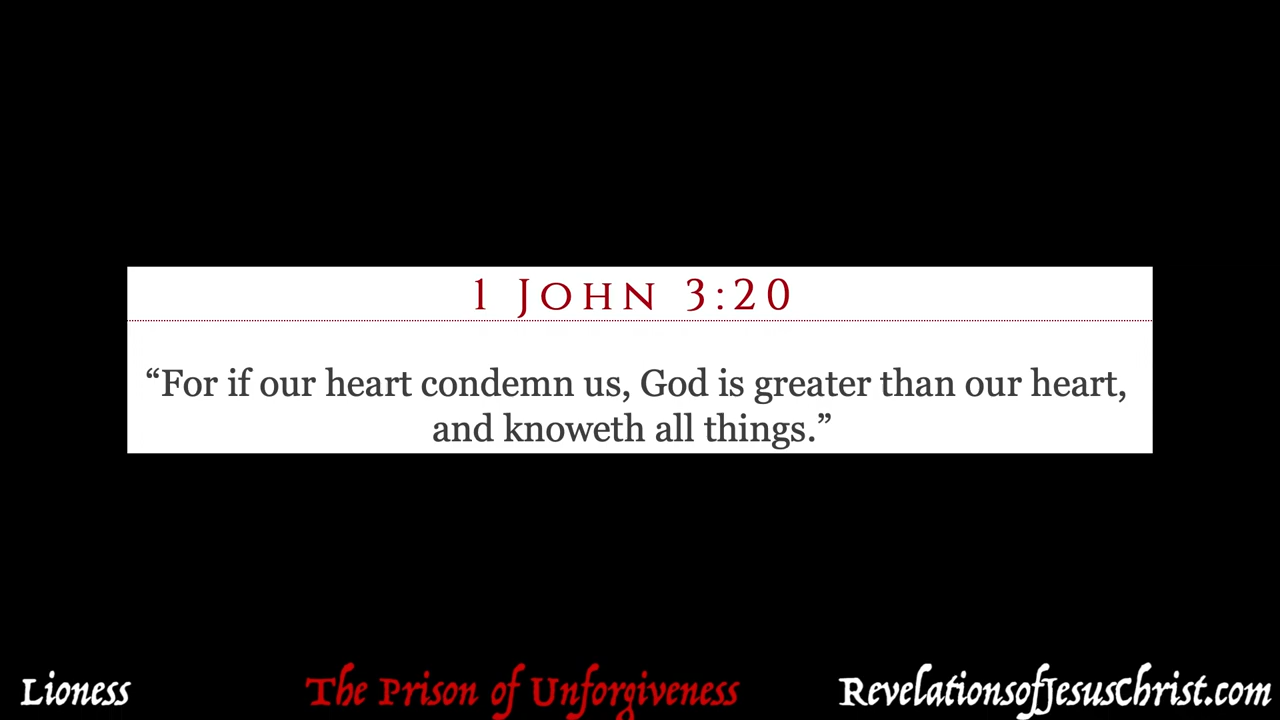 1 John 3:20
“For if our heart condemn us, God is greater than our heart,
and knoweth all things.”
Lioness
The Prison of Unforgiveness
RevelationsofJesusChrist.com